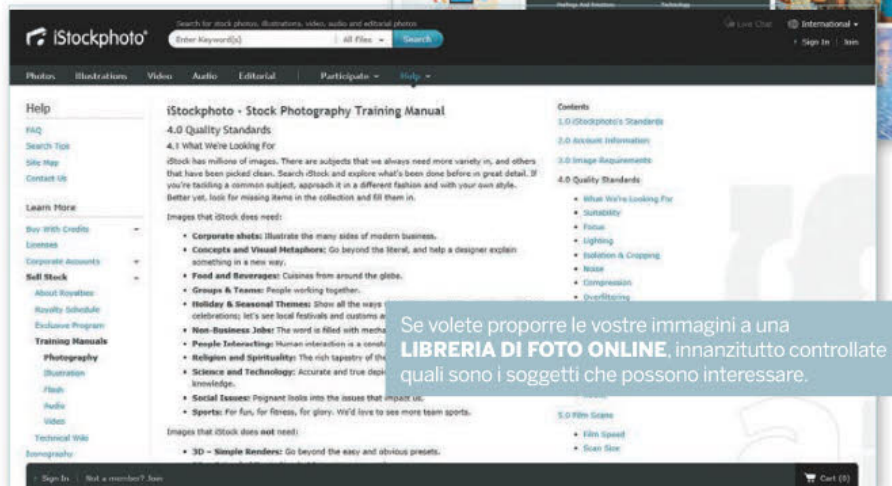 Feelings And Emotions Technology
iStockphoto®
Search for stock photos, illustrations, video, audio and editorial photos
Enter Keyword(s) All Files Search
Live Chat International
Sign In Join
Photos Illustrations Video Audio Editorial Participate Help
Help
FAQ
Search Tips
Site Map
Contact Us
Learn More
Buy With Credits
Licenses
Corporate Accounts
Sell Stock
About Royalties
Royalty Schedule
Exclusive Program
Training Manuals
Photography
Illustration
Flash
Audio
Video
Technical Wiki
Iconography
iStockphoto - Stock Photography Training Manual
4.0 Quality Standards
4.1 What We're Looking For
iStock has millions of images. There are subjects that we always need more variety in, and others
that have been picked clean. Search iStock and explore what's been done before in great detail. If
you're tackling a common subject, approach it in a different fashion and with your own style.
Better yet, look for missing items in the collection and fill them in.
Images that iStock does need:
• Corporate shots: Illustrate the many sides of modern business.
• Concepts and Visual Metaphors: Go beyond the literal, and help a designer explain
something in a new way.
• Food and Beverages: Cuisines from around the globe.
• Groups & Teams: People working together.
• Holiday & Seasonal Themes: Show all the ways
celebrations; let's see local festivals and customs
• Non-Business Jobs: The word is filled with
• People Interacting: Human interaction is a
• Religion and Spirituality: The rich tapestry of the
• Science and Technology: Accurate and true
knowledge.
• Social Issues: Poignant looks into the issues that impact us.
• Sports: For fun, for fitness, for glory. We'd love to see more team sports.
Images that iStock does not need:
• 3D – Simple Renders: Go beyond the easy and obvious presets.
Contents
1.0 iStockphoto's Standards
2.0 Account Information
3.0 Image Requirements
4.0 Quality Standards
• What We're Looking For
• Suitability
• Focus
• Lighting
• Isolation & Cropping
• Noise
• Compression
• Overfiltering
5.0 Film Scans
• Film Speed
• Scan Size
Se volete proporre le vostre immagini a una
LIBRERIA DI FOTO ONLINE, innanzitutto controllate
quali sono i soggetti che possono interessare.
Sign In Not a member? Join
Cart (0)